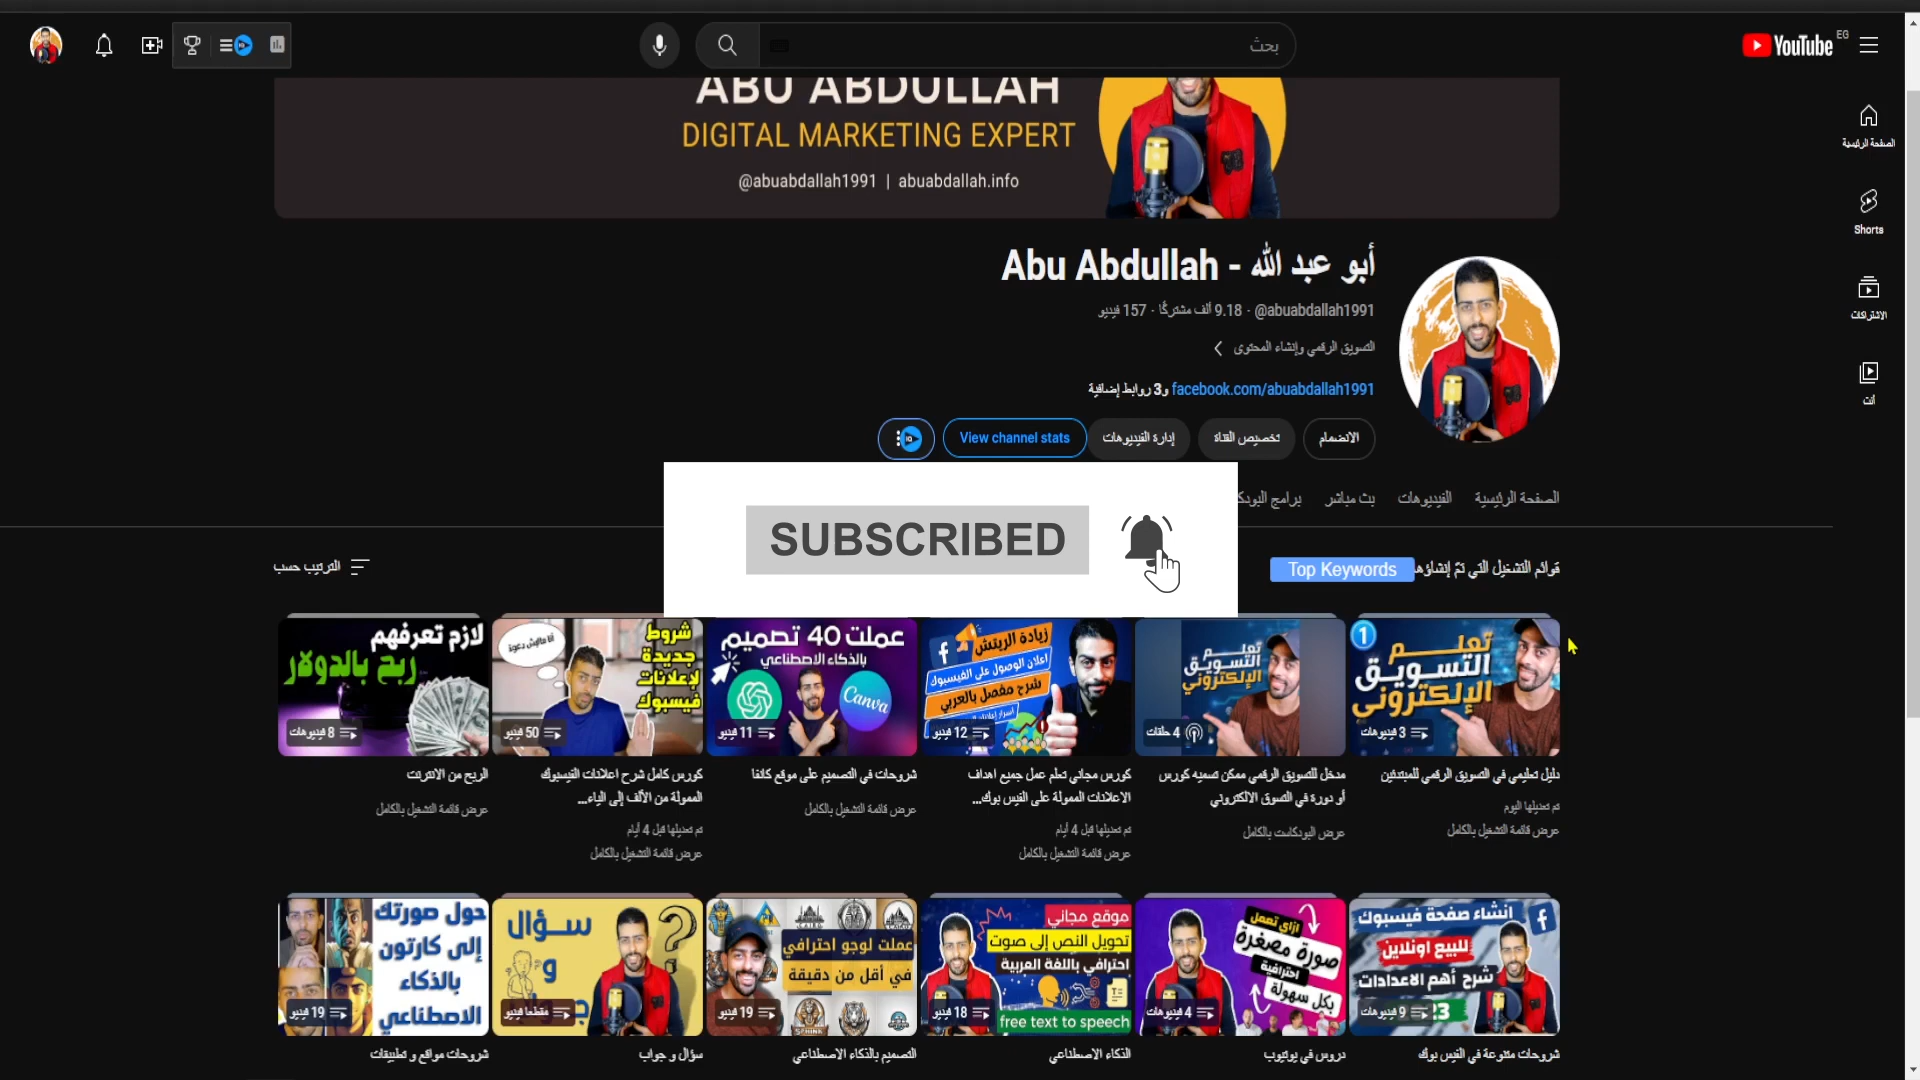 بحث
YouTube EG
الصفحة الرئيسية
Shorts
الاشتراكات
أنت
ABU ABDULLAH
DIGITAL MARKETING EXPERT
@abuabdallah1991 | abuabdallah.info
أبو عبد الله - Abu Abdullah
@abuabdallah1991 · 9.18 ألف مشتركًا · 157 فيديو
التسويق الرقمي وإنشاء المحتوى
facebook.com/abuabdallah1991 و3 روابط إضافية
الانضمام
تخصيص القناة
إدارة الفيديوهات
View channel stats
الصفحة الرئيسية
الفيديوهات
بث مباشر
برامج البودك
SUBSCRIBED
قوائم التشغيل التي تمّ إنشاؤها
Top Keywords
الترتيب حسب
1
تعلم
التسويق
الإلكتروني
3 فيديوهات
تعلم
التسويق
الإلكتروني
4 حلقات
زيادة الريتش
اعلان الوصول على الفيسبوك
شرح مفصل بالعربي
12 فيديو
عملت 40 تصميم
بالذكاء الاصطناعي
Canva
11 فيديو
شروط
جديدة
لإعلانات
فيسبوك
50 فيديو
لازم تعرفهم
ربح بالدولار
8 فيديوهات
دليل تعليمي في التسويق الرقمي للمبتدئين
تم تعديلها اليوم
عرض قائمة التشغيل بالكامل
مدخل للتسويق الرقمي ممكن تسميه كورس
أو دورة في التسوق الالكتروني
عرض البودكاست بالكامل
كورس مجاني تعلم عمل جميع اهداف
الاعلانات الممولة على الفيس بوك...
تم تعديلها قبل 4 أيام
عرض قائمة التشغيل بالكامل
شروحات في التصميم على موقع كانفا
عرض قائمة التشغيل بالكامل
كورس كامل شرح اعلانات الفيسبوك
الممولة من الألف إلى الياء...
تم تعديلها قبل 4 أيام
عرض قائمة التشغيل بالكامل
الربح من الانترنت
عرض قائمة التشغيل بالكامل
انشاء صفحة فيسبوك
للبيع اونلاين
شرح أهم الاعدادات
9 فيديوهات
ازاي تعمل
صورة مصغرة
احترافية
بكل سهولة
4 فيديوهات
موقع مجاني
تحويل النص إلى صوت
احترافي باللغة العربية
free text to speech
18 فيديو
عملت لوجو احترافي
في أقل من دقيقة
19 فيديو
سؤال
و
مقطعا فيديو
حول صورتك
إلى كارتون
بالذكاء
الاصطناعي
19 فيديو
شروحات متنوعة في الفيس بوك
دروس في يوتيوب
الذكاء الاصطناعي
التصميم بالذكاء الاصطناعي
سؤال و جواب
شروحات مواقع و تطبيقات